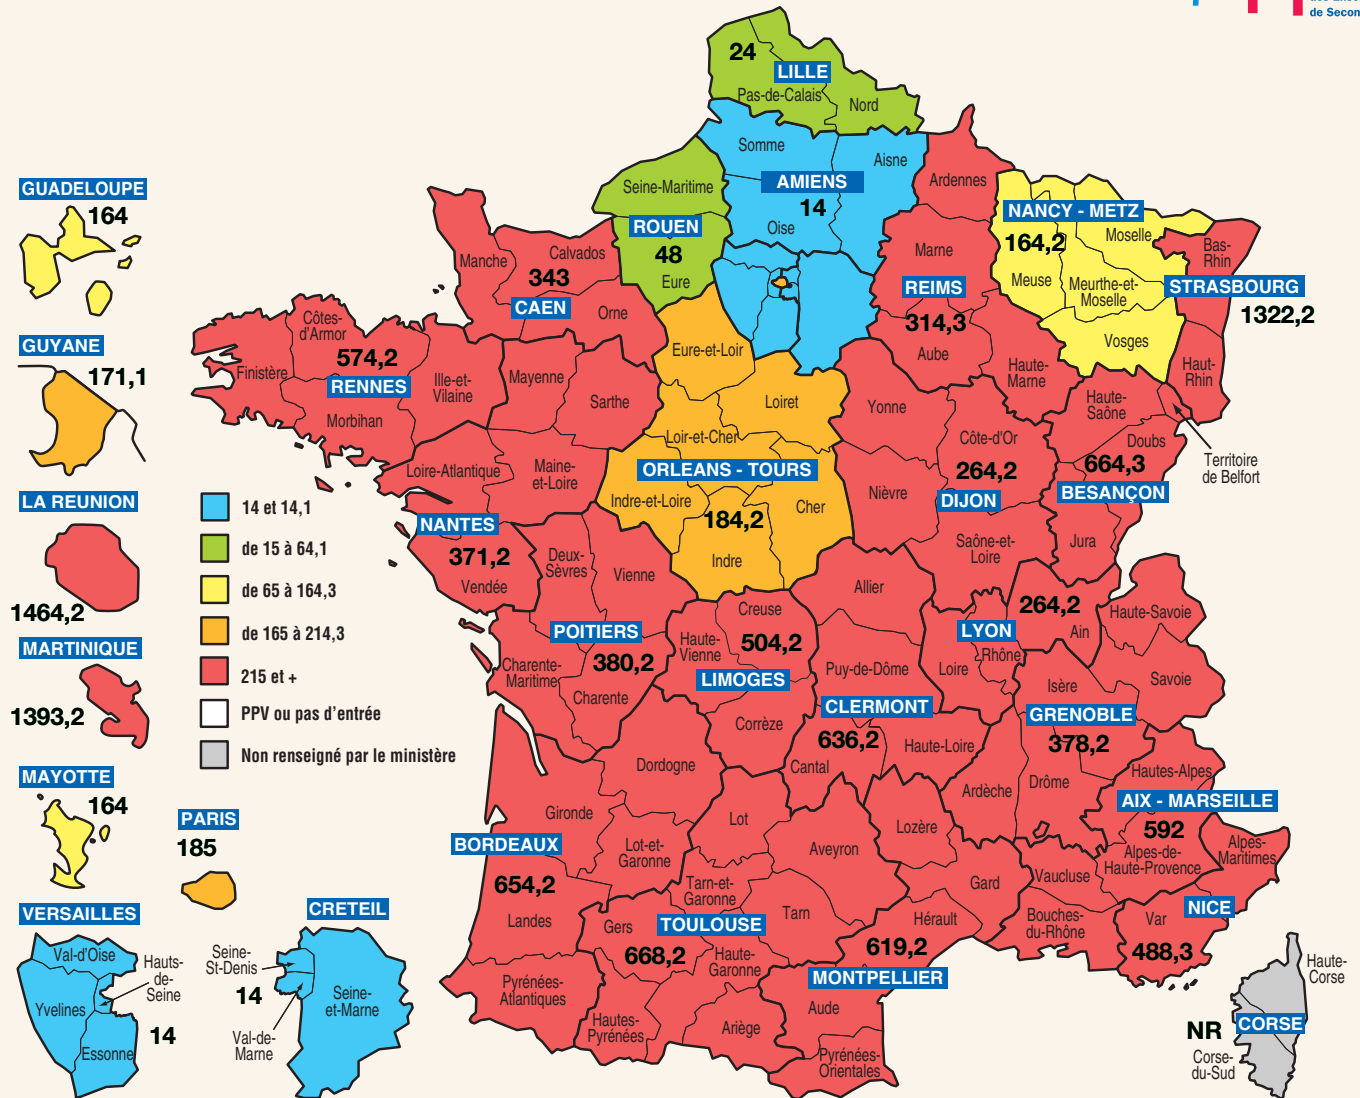 des Ense
de Secon
24
LILLE
Pas-de-Calais
Nord
Somme
Aisne
AMIENS
14
Oise
Seine-Maritime
ROUEN
48
Eure
Ardennes
Marne
REIMS
314,3
Aube
Haute-
Marne
NANCY - METZ
164,2
Moselle
Meuse
Meurthe-et-
Moselle
Vosges
Bas-
Rhin
STRASBOURG
1322,2
Haut-
Rhin
GUADELOUPE
164
GUYANE
171,1
LA REUNION
1464,2
MARTINIQUE
1393,2
MAYOTTE
164
PARIS
185
VERSAILLES
Val-d'Oise
Hauts-
de-
Seine
Yvelines
Essonne
14
CRETEIL
Seine-
St-Denis
14
Val-de-
Marne
Seine-
et-Marne
14 et 14,1
de 15 à 64,1
de 65 à 164,3
de 165 à 214,3
215 et +
PPV ou pas d'entrée
Non renseigné par le ministère
Manche
Calvados
343
CAEN
Orne
Côtes-
d'Armor
574,2
RENNES
Finistère
Ille-et-
Vilaine
Morbihan
Mayenne
Sarthe
Loire-Atlantique
Maine-
et-Loire
NANTES
371,2
Vendée
Eure-et-Loir
Loiret
Loir-et-Cher
ORLEANS - TOURS
Indre-et-Loire
184,2
Cher
Indre
Yonne
Côte-d'Or
264,2
DIJON
Nièvre
Saône-et-
Loire
Haute-
Saône
Doubs
664,3
BESANÇON
Territoire
de Belfort
Jura
Deux-
Sèvres
Vienne
POITIERS
380,2
Charente-
Maritime
Charente
Creuse
Haute-
Vienne
504,2
LIMOGES
Corrèze
Allier
Puy-de-Dôme
CLERMONT
636,2
Haute-Loire
Cantal
264,2
Ain
LYON
Rhône
Loire
Haute-Savoie
Savoie
Isère
GRENOBLE
378,2
Drôme
Ardèche
Hautes-Alpes
AIX - MARSEILLE
592
Alpes-de-
Haute-Provence
Vaucluse
Bouches-
du-Rhône
Alpes-
Maritimes
NICE
Var
488,3
Dordogne
Gironde
BORDEAUX
654,2
Lot-et-
Garonne
Landes
Pyrénées-
Atlantiques
Lot
Aveyron
Tarn-et-
Garonne
Tarn
Gers
TOULOUSE
668,2
Haute-
Garonne
Hautes-
Pyrénées
Ariège
Lozère
Gard
Hérault
619,2
MONTPELLIER
Aude
Pyrénées-
Orientales
Haute-
Corse
NR
CORSE
Corse-
du-Sud